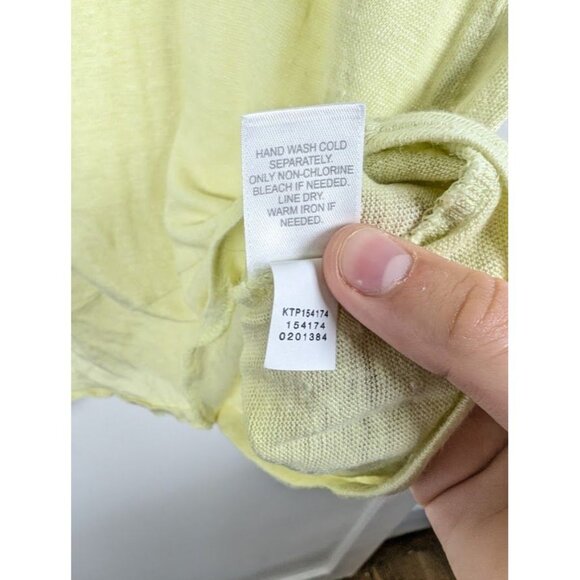 HAND WASH COLD
SEPARATELY.
ONLY NON-CHLORINE
BLEACH IF NEEDED.
LINE DRY.
WARM IRON IF
NEEDED.
KTP154174
154174
0201384